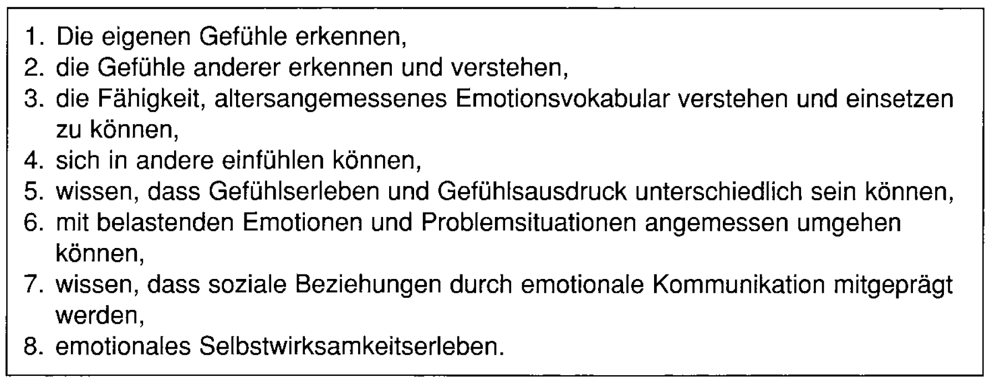 1. Die eigenen Gefühle erkennen,
2. die Gefühle anderer erkennen und verstehen,
3. die Fähigkeit, altersangemessenes Emotionsvokabular verstehen und einsetzen
zu können,
4. sich in andere einfühlen können,
5. wissen, dass Gefühlserleben und Gefühlsausdruck unterschiedlich sein können,
6. mit belastenden Emotionen und Problemsituationen angemessen umgehen
können,
7. wissen, dass soziale Beziehungen durch emotionale Kommunikation mitgeprägt
werden,
8. emotionales Selbstwirksamkeitserleben.